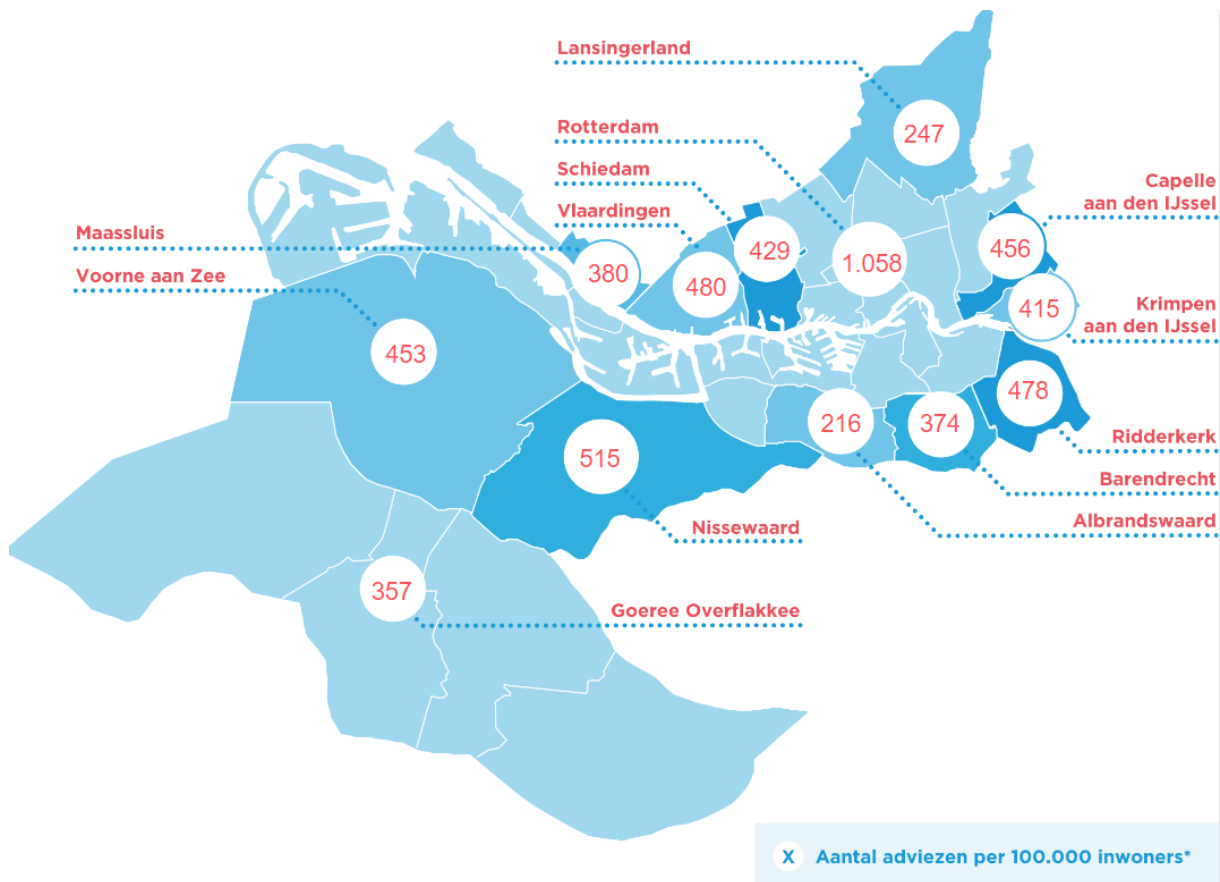 Lansingerland
247
Rotterdam
Schiedam
Capelle
aan den IJssel
Vlaardingen
Maassluis
429
456
1.058
Voorne aan Zee
380
480
Krimpen
aan den IJssel
415
453
478
216
374
Ridderkerk
515
Barendrecht
Nissewaard
Albrandswaard
357
Goeree Overflakkee
X Aantal adviezen per 100.000 inwoners*